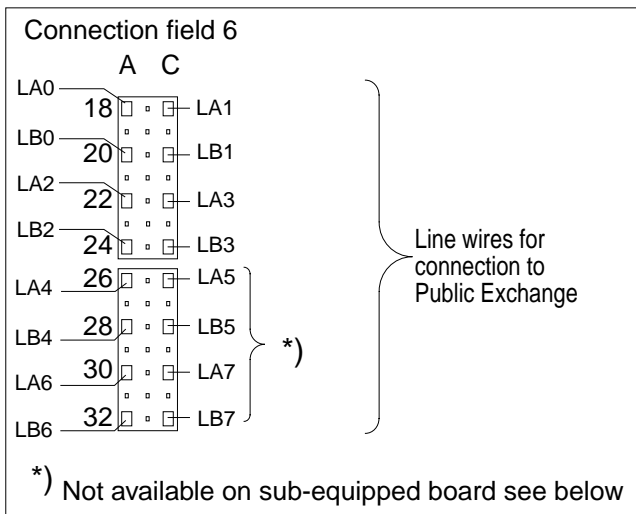 Connection field 6
A C
LA0 18 LA1
LB0 20 LB1
LA2 22 LA3
LB2 24 LB3
LA4 26 LA5
LB4 28 LB5
LA6 30 LA7
LB6 32 LB7
*)
Line wires for
connection to
Public Exchange
*) Not available on sub-equipped board see below